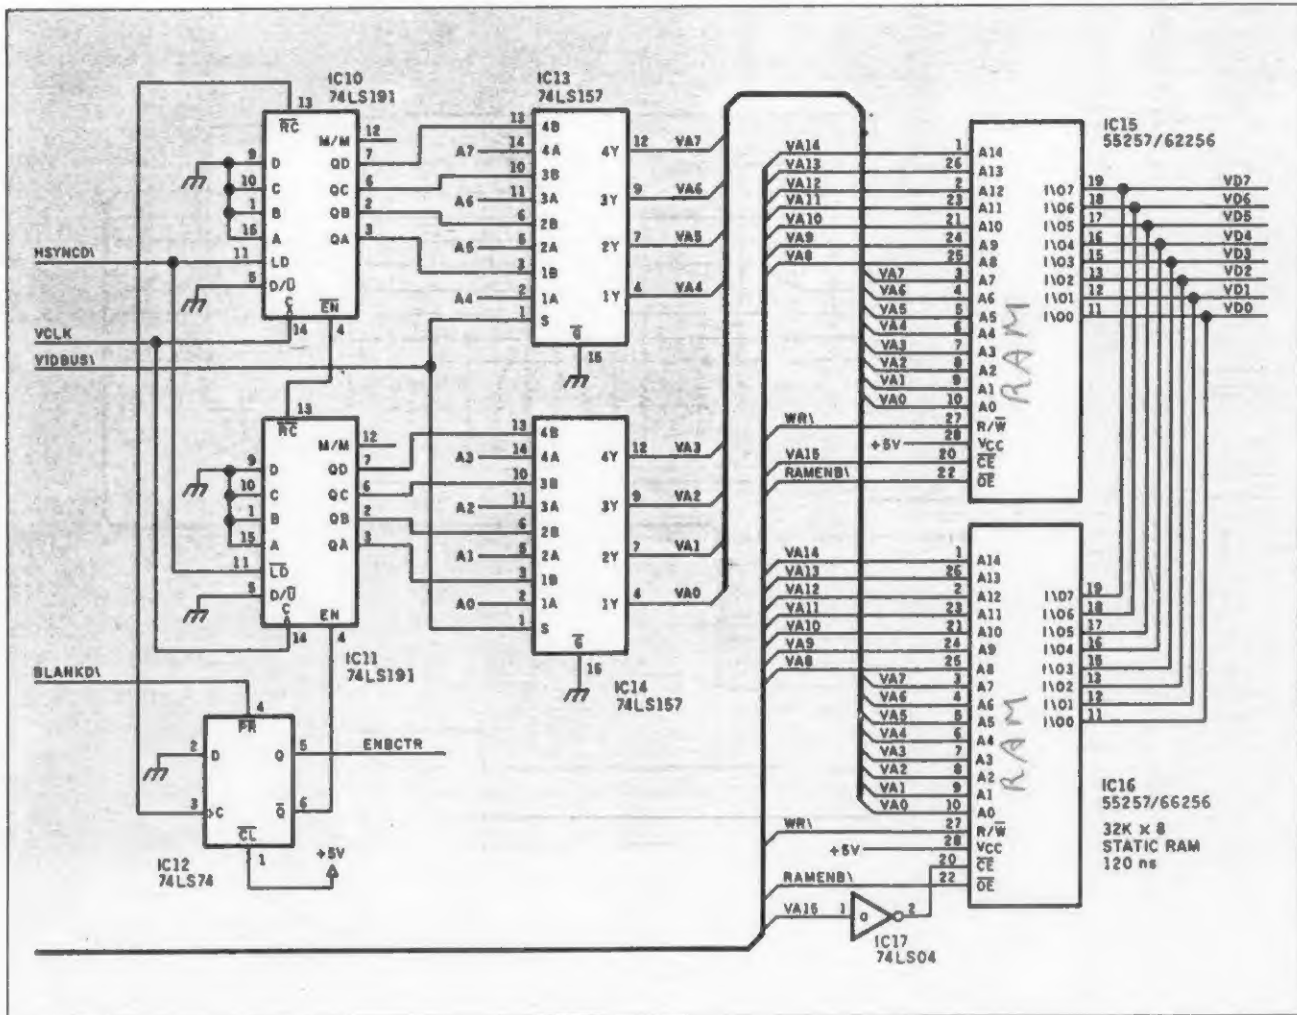 IC10
74LS191
13
RC
M/M 12
9 D QD 7
10 C QC 6
1 B QB 2
15 A QA 3
HSYNCD\
11 LD
5 D/U
C EN
14 4
VCLK
VIDBUS\
IC13
74LS157
13 4B
A7 14 4A 4Y 12 VA7
10 3B
A6 11 3A 3Y 9 VA6
6 2B
A5 5 2A 2Y 7 VA5
3 1B
A4 2 1A 1Y 4 VA4
1 S
G
15
13
RC
M/M 12
9 D QD 7
10 C QC 6
1 B QB 2
15 A QA 3
11 LD
5 D/U
C EN
14 4
IC11
74LS191
13 4B
A3 14 4A 4Y 12 VA3
10 3B
A2 11 3A 3Y 9 VA2
6 2B
A1 5 2A 2Y 7 VA1
3 1B
A0 2 1A 1Y 4 VA0
1 S
G
15
IC14
74LS157
BLANKD\
4
PR
2 D Q 5 ENBCTR
3 C Q 6
CL
1
+5V
IC12
74LS74
IC15
55257/62256
VA14 1 A14
VA13 26 A13
VA12 2 A12
VA11 23 A11
VA10 21 A10
VA9 24 A9
VA8 25 A8
VA7 3 A7
VA6 4 A6
VA5 5 A5
VA4 6 A4
VA3 7 A3
VA2 8 A2
VA1 9 A1
VA0 10 A0
WR\ 27 R/W
+5V 28 VCC
VA15 20 CE
RAMENB\ 22 OE
RAM
I\O7 19 VD7
I\O6 18 VD6
I\O5 17 VD5
I\O4 16 VD4
I\O3 15 VD3
I\O2 13 VD2
I\O1 12 VD1
I\O0 11 VD0
VA14 1 A14
VA13 26 A13
VA12 2 A12
VA11 23 A11
VA10 21 A10
VA9 24 A9
VA8 25 A8
VA7 3 A7
VA6 4 A6
VA5 5 A5
VA4 6 A4
VA3 7 A3
VA2 8 A2
VA1 9 A1
VA0 10 A0
WR\ 27 R/W
+5V 28 VCC
20 CE
RAMENB\ 22 OE
RAM
I\O7 19
I\O6 18
I\O5 17
I\O4 16
I\O3 15
I\O2 13
I\O1 12
I\O0 11
IC16
55257/66256
32K x 8
STATIC RAM
120 ns
VA15 1 2
IC17
74LS04